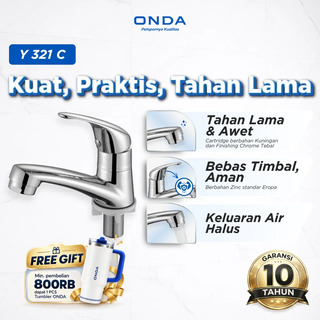 ONDA
Pelopornya Kualitas
Y 321 C
Kuat, Praktis, Tahan Lama
Tahan Lama
& Awet
Cartridge berbahan Kuningan
dan Finishing Chrome Tebal
Bebas Timbal,
Aman
Berbahan Zinc standar Eropa
Keluaran Air
Halus
FREE GIFT
Min. pembelian
800RB
dapat 1 PCS
Tumbler ONDA
ONDA
GARANSI
10
TAHUN